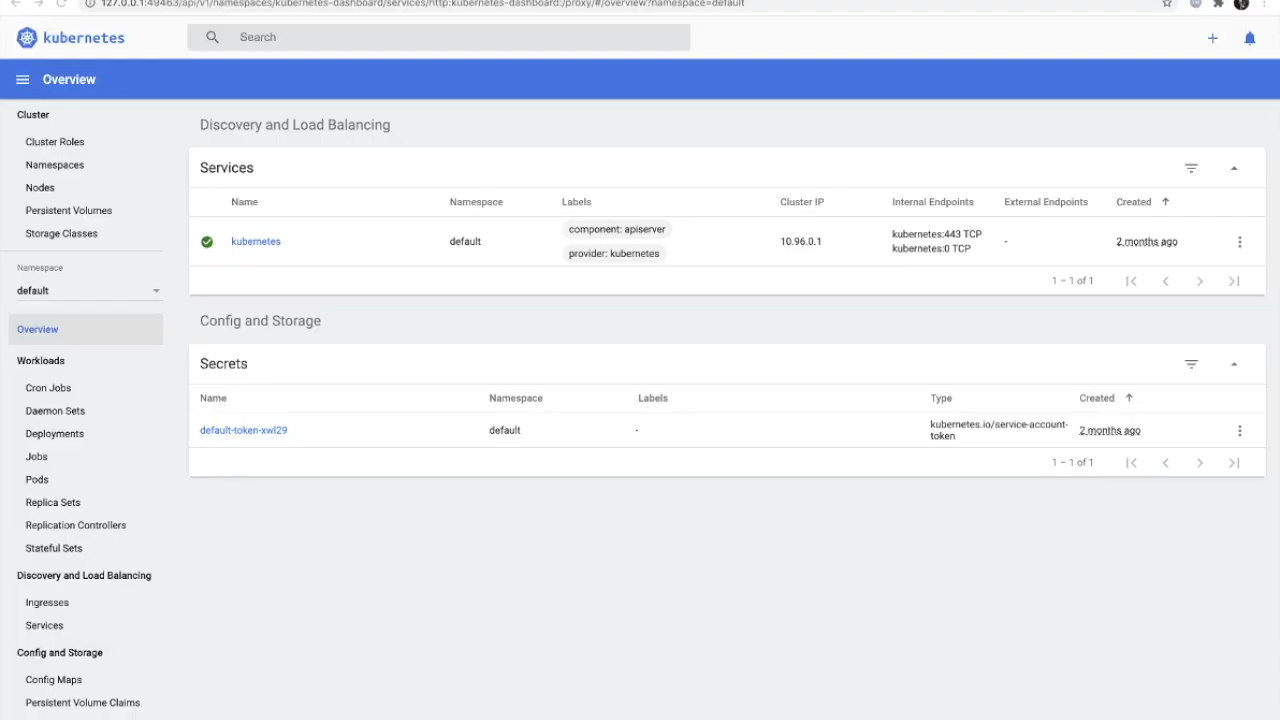 127.0.0.1:49463/api/v1/namespaces/kubernetes-dashboard/services/http:kubernetes-dashboard:/proxy/#/overview?namespace=default
kubernetes
Search
Overview
Cluster
Cluster Roles
Namespaces
Nodes
Persistent Volumes
Storage Classes
Namespace
default
Overview
Workloads
Cron Jobs
Daemon Sets
Deployments
Jobs
Pods
Replica Sets
Replication Controllers
Stateful Sets
Discovery and Load Balancing
Ingresses
Services
Config and Storage
Config Maps
Persistent Volume Claims
Discovery and Load Balancing
Services
Name Namespace Labels Cluster IP Internal Endpoints External Endpoints Created
kubernetes default component: apiserver provider: kubernetes 10.96.0.1 kubernetes:443 TCP kubernetes:0 TCP - 2 months ago
1 – 1 of 1
Config and Storage
Secrets
Name Namespace Labels Type Created
default-token-xwl29 default - kubernetes.io/service-account-token 2 months ago
1 – 1 of 1